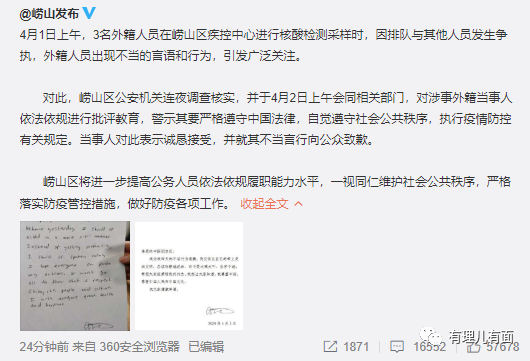 @崂山发布
4月1日上午，3名外籍人员在崂山区疾控中心进行核酸检测采样时，因排队与其他人员发生争
执，外籍人员出现不当的言语和行为，引发广泛关注。
对此，崂山区公安机关连夜调查核实，并于4月2日上午会同相关部门，对涉事外籍当事人
依法依规进行批评教育，警示其要严格遵守中国法律，自觉遵守社会公共秩序，执行疫情防控
有关规定。当事人对此表示诚恳接受，并就其不当言行向公众致歉。
崂山区将进一步提高公务人员依法依规履职能力水平，一视同仁维护社会公共秩序，严格
落实防疫管控措施，做好防疫各项工作。 收起全文
24分钟前 来自 360安全浏览器 已编辑
1871
16852
57678
有理儿有面